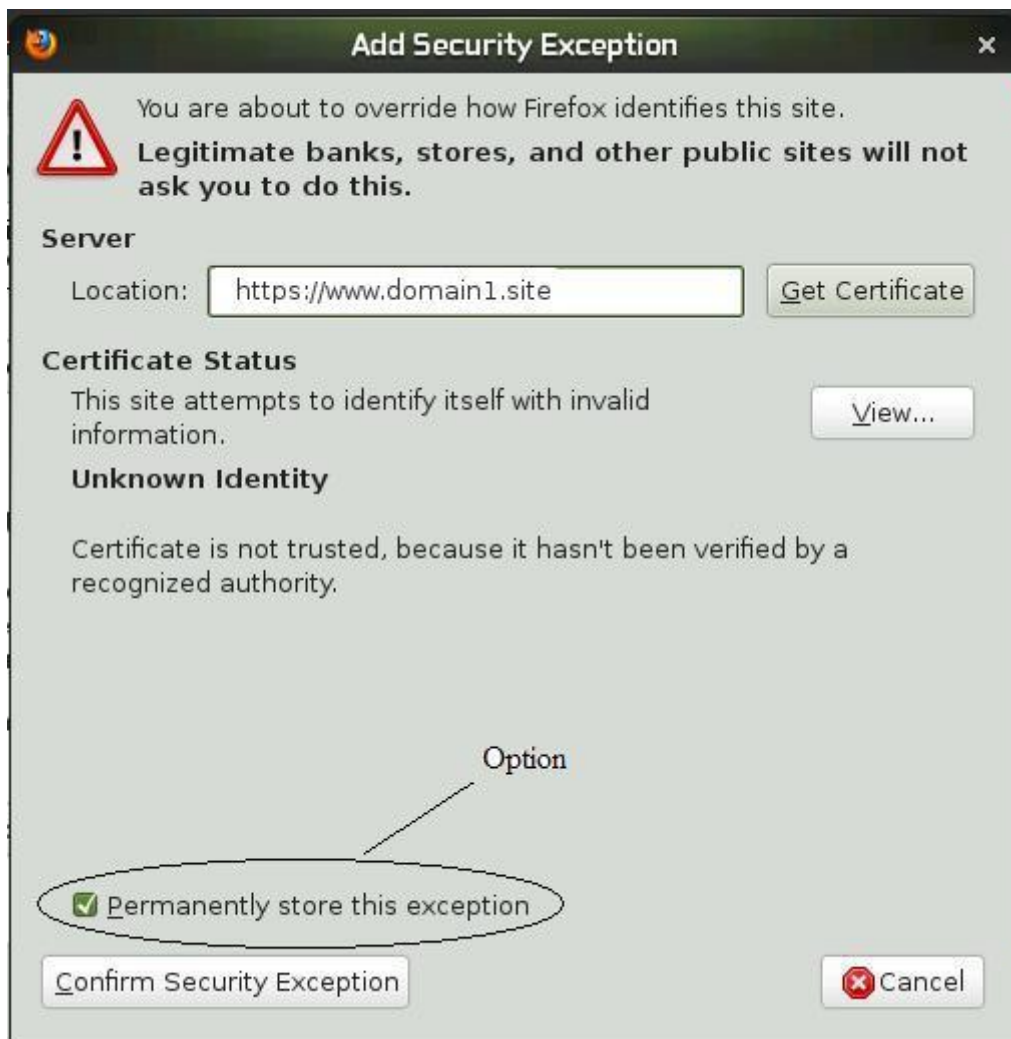 Add Security Exception
You are about to override how Firefox identifies this site.
Legitimate banks, stores, and other public sites will not
ask you to do this.
Server
Location: https://www.domain1.site Get Certificate
Certificate Status
This site attempts to identify itself with invalid
information.
View...
Unknown Identity
Certificate is not trusted, because it hasn't been verified by a
recognized authority.
Option
Permanently store this exception
Confirm Security Exception Cancel